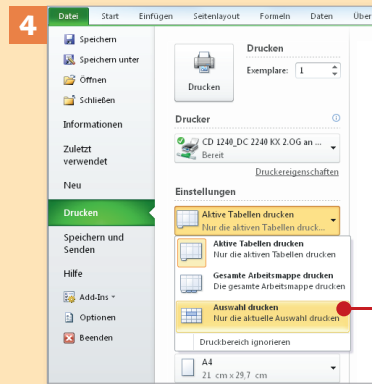 4
Datei Start Einfügen Seitenlayout Formeln Daten Über
Speichern
Speichern unter
Öffnen
Schließen
Informationen
Zuletzt
verwendet
Neu
Drucken
Speichern und
Senden
Hilfe
Add-Ins
Optionen
Beenden
Drucken
Drucken
Exemplare: 1
Drucker
CD 1240_DC 2240 KX 2.OG an ...
Bereit
Druckereigenschaften
Einstellungen
Aktive Tabellen drucken
Nur die aktiven Tabellen druck...
Aktive Tabellen drucken
Nur die aktiven Tabellen drucken
Gesamte Arbeitsmappe drucken
Die gesamte Arbeitsmappe drucken
Auswahl drucken
Nur die aktuelle Auswahl drucken
Druckbereich ignorieren
A4
21 cm x 29,7 cm